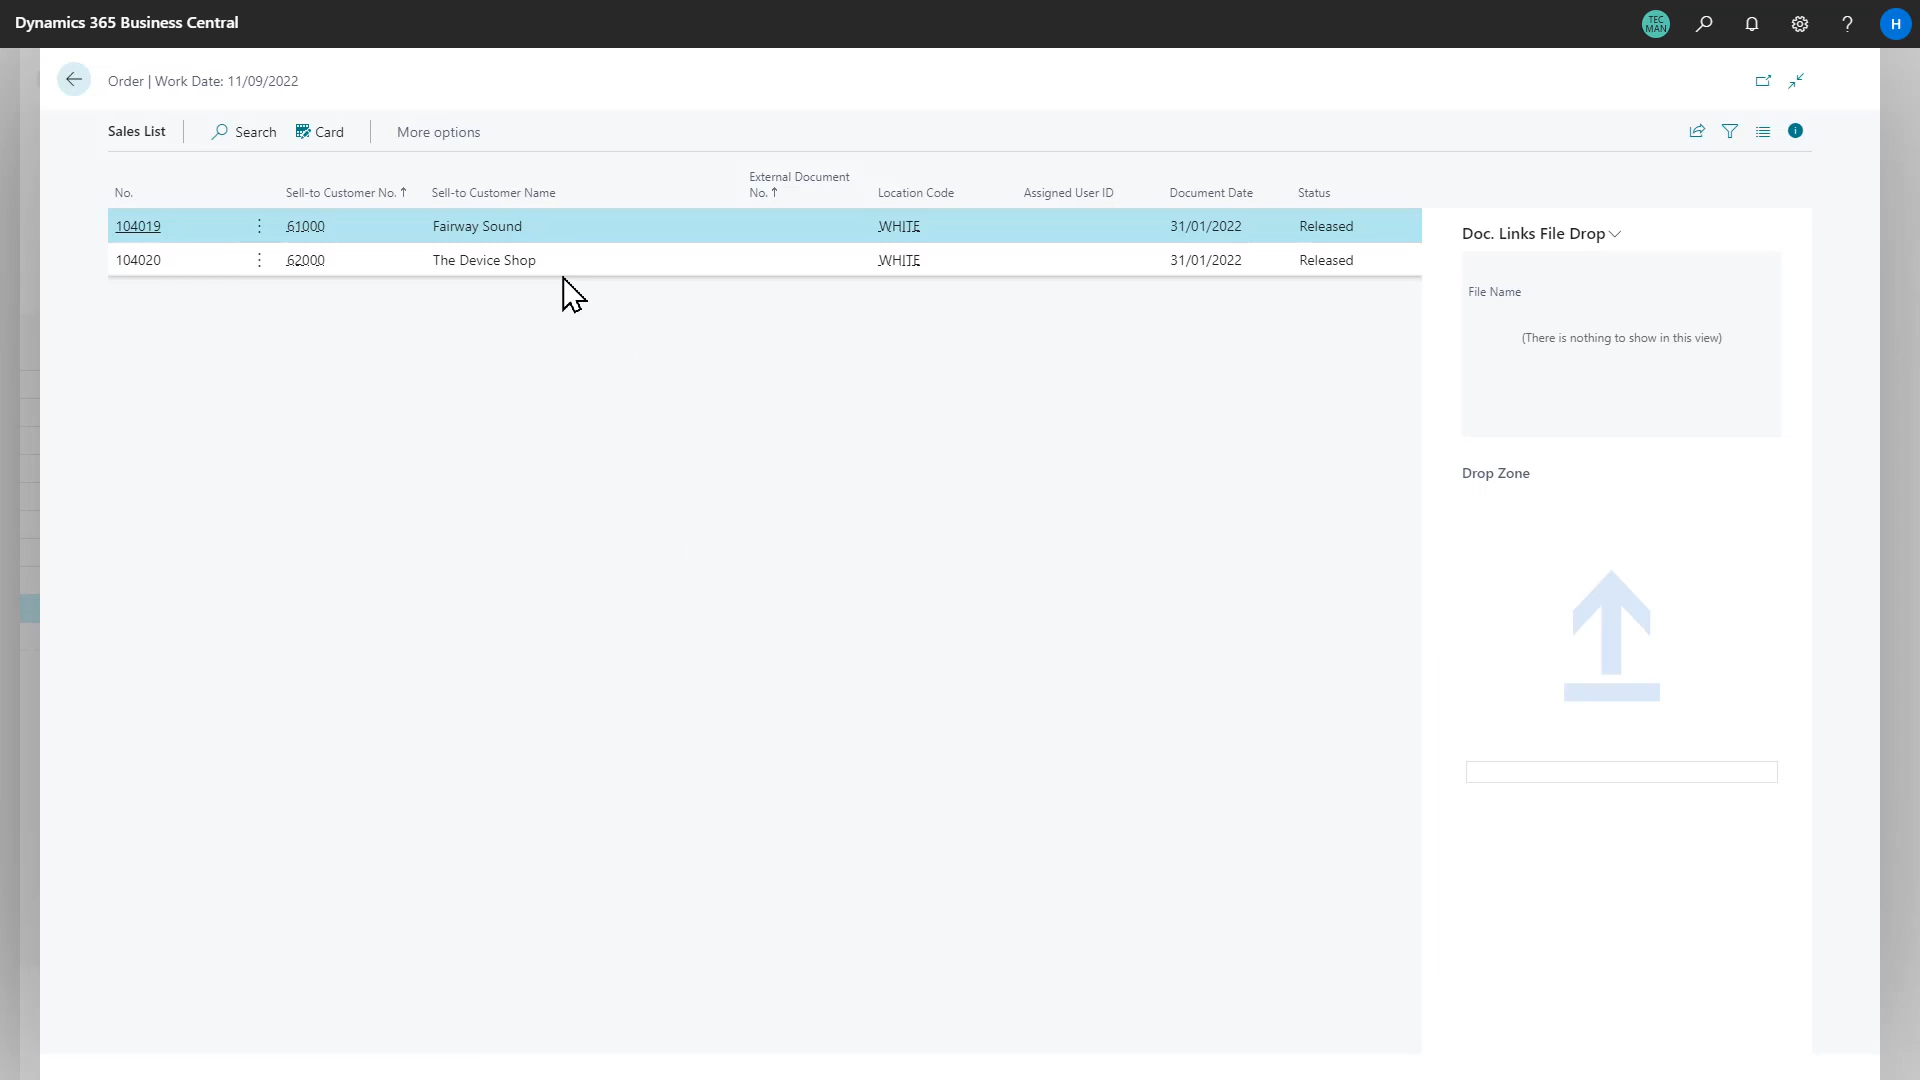 Dynamics 365 Business Central
TEC
MAN
?
H
Order | Work Date: 11/09/2022
Sales List
Search
Card
More options
No.
Sell-to Customer No. ↑
Sell-to Customer Name
External Document
No. ↑
Location Code
Assigned User ID
Document Date
Status
104019 61000 Fairway Sound WHITE 31/01/2022 Released
104020 62000 The Device Shop WHITE 31/01/2022 Released
Doc. Links File Drop
File Name
(There is nothing to show in this view)
Drop Zone